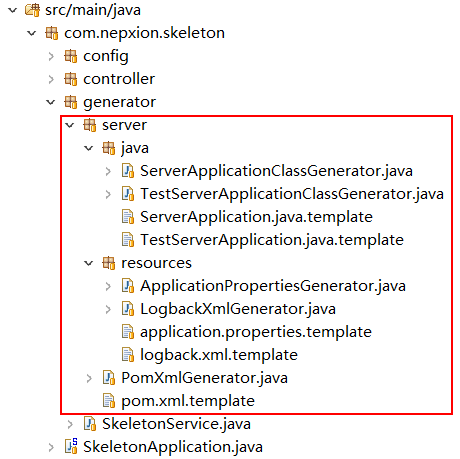 src/main/java
com.nepxion.skeleton
config
controller
generator
server
java
ServerApplicationClassGenerator.java
TestServerApplicationClassGenerator.java
ServerApplication.java.template
TestServerApplication.java.template
resources
ApplicationPropertiesGenerator.java
LogbackXmlGenerator.java
application.properties.template
logback.xml.template
PomXmlGenerator.java
pom.xml.template
SkeletonService.java
SkeletonApplication.java